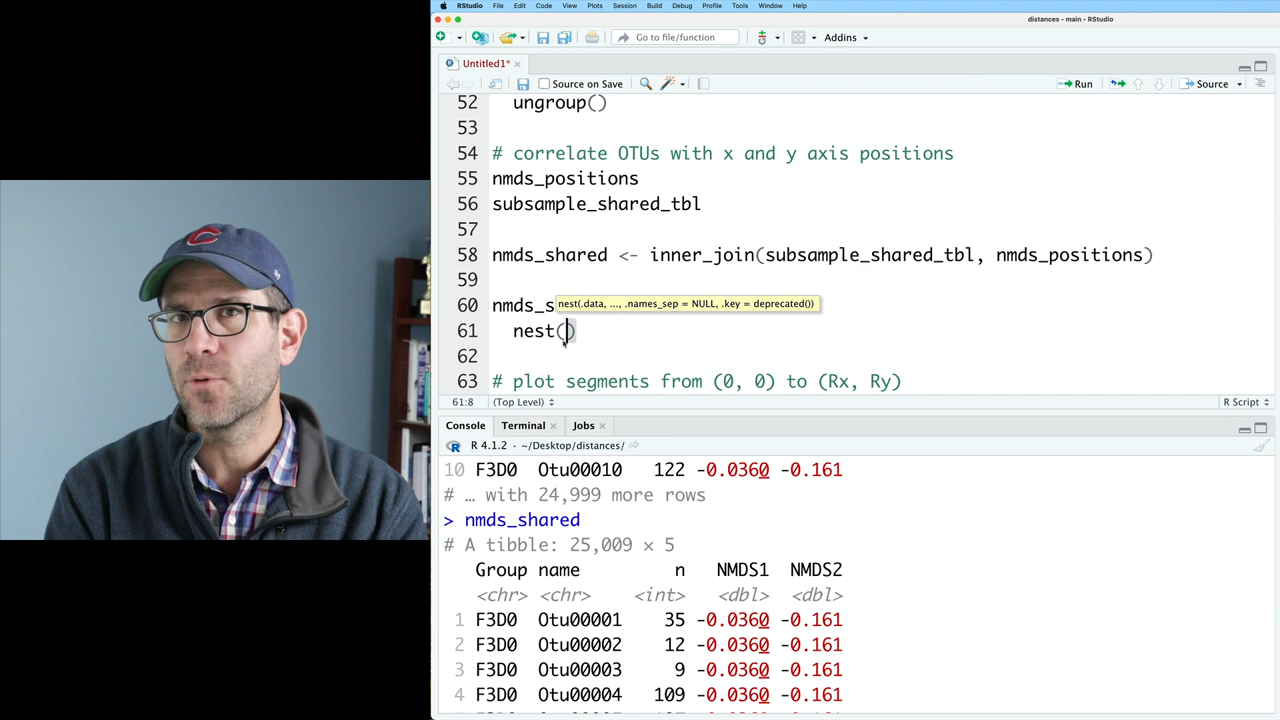 RStudio File Edit Code View Plots Session Build Debug Profile Tools Window Help
distances - main - RStudio
Go to file/function Addins
Untitled1*
Source on Save Run Source
52 ungroup()
53
54 # correlate OTUs with x and y axis positions
55 nmds_positions
56 subsample_shared_tbl
57
58 nmds_shared <- inner_join(subsample_shared_tbl, nmds_positions)
59
60 nmds_s
nest(.data, ..., .names_sep = NULL, .key = deprecated())
61 nest()
62
63 # plot segments from (0, 0) to (Rx, Ry)
61:8 (Top Level) R Script
Console Terminal Jobs
R 4.1.2 · ~/Desktop/distances/
10 F3D0 Otu00010 122 -0.0360 -0.161
# … with 24,999 more rows
> nmds_shared
# A tibble: 25,009 × 5
Group name n NMDS1 NMDS2
<chr> <chr> <int> <dbl> <dbl>
1 F3D0 Otu00001 35 -0.0360 -0.161
2 F3D0 Otu00002 12 -0.0360 -0.161
3 F3D0 Otu00003 9 -0.0360 -0.161
4 F3D0 Otu00004 109 -0.0360 -0.161